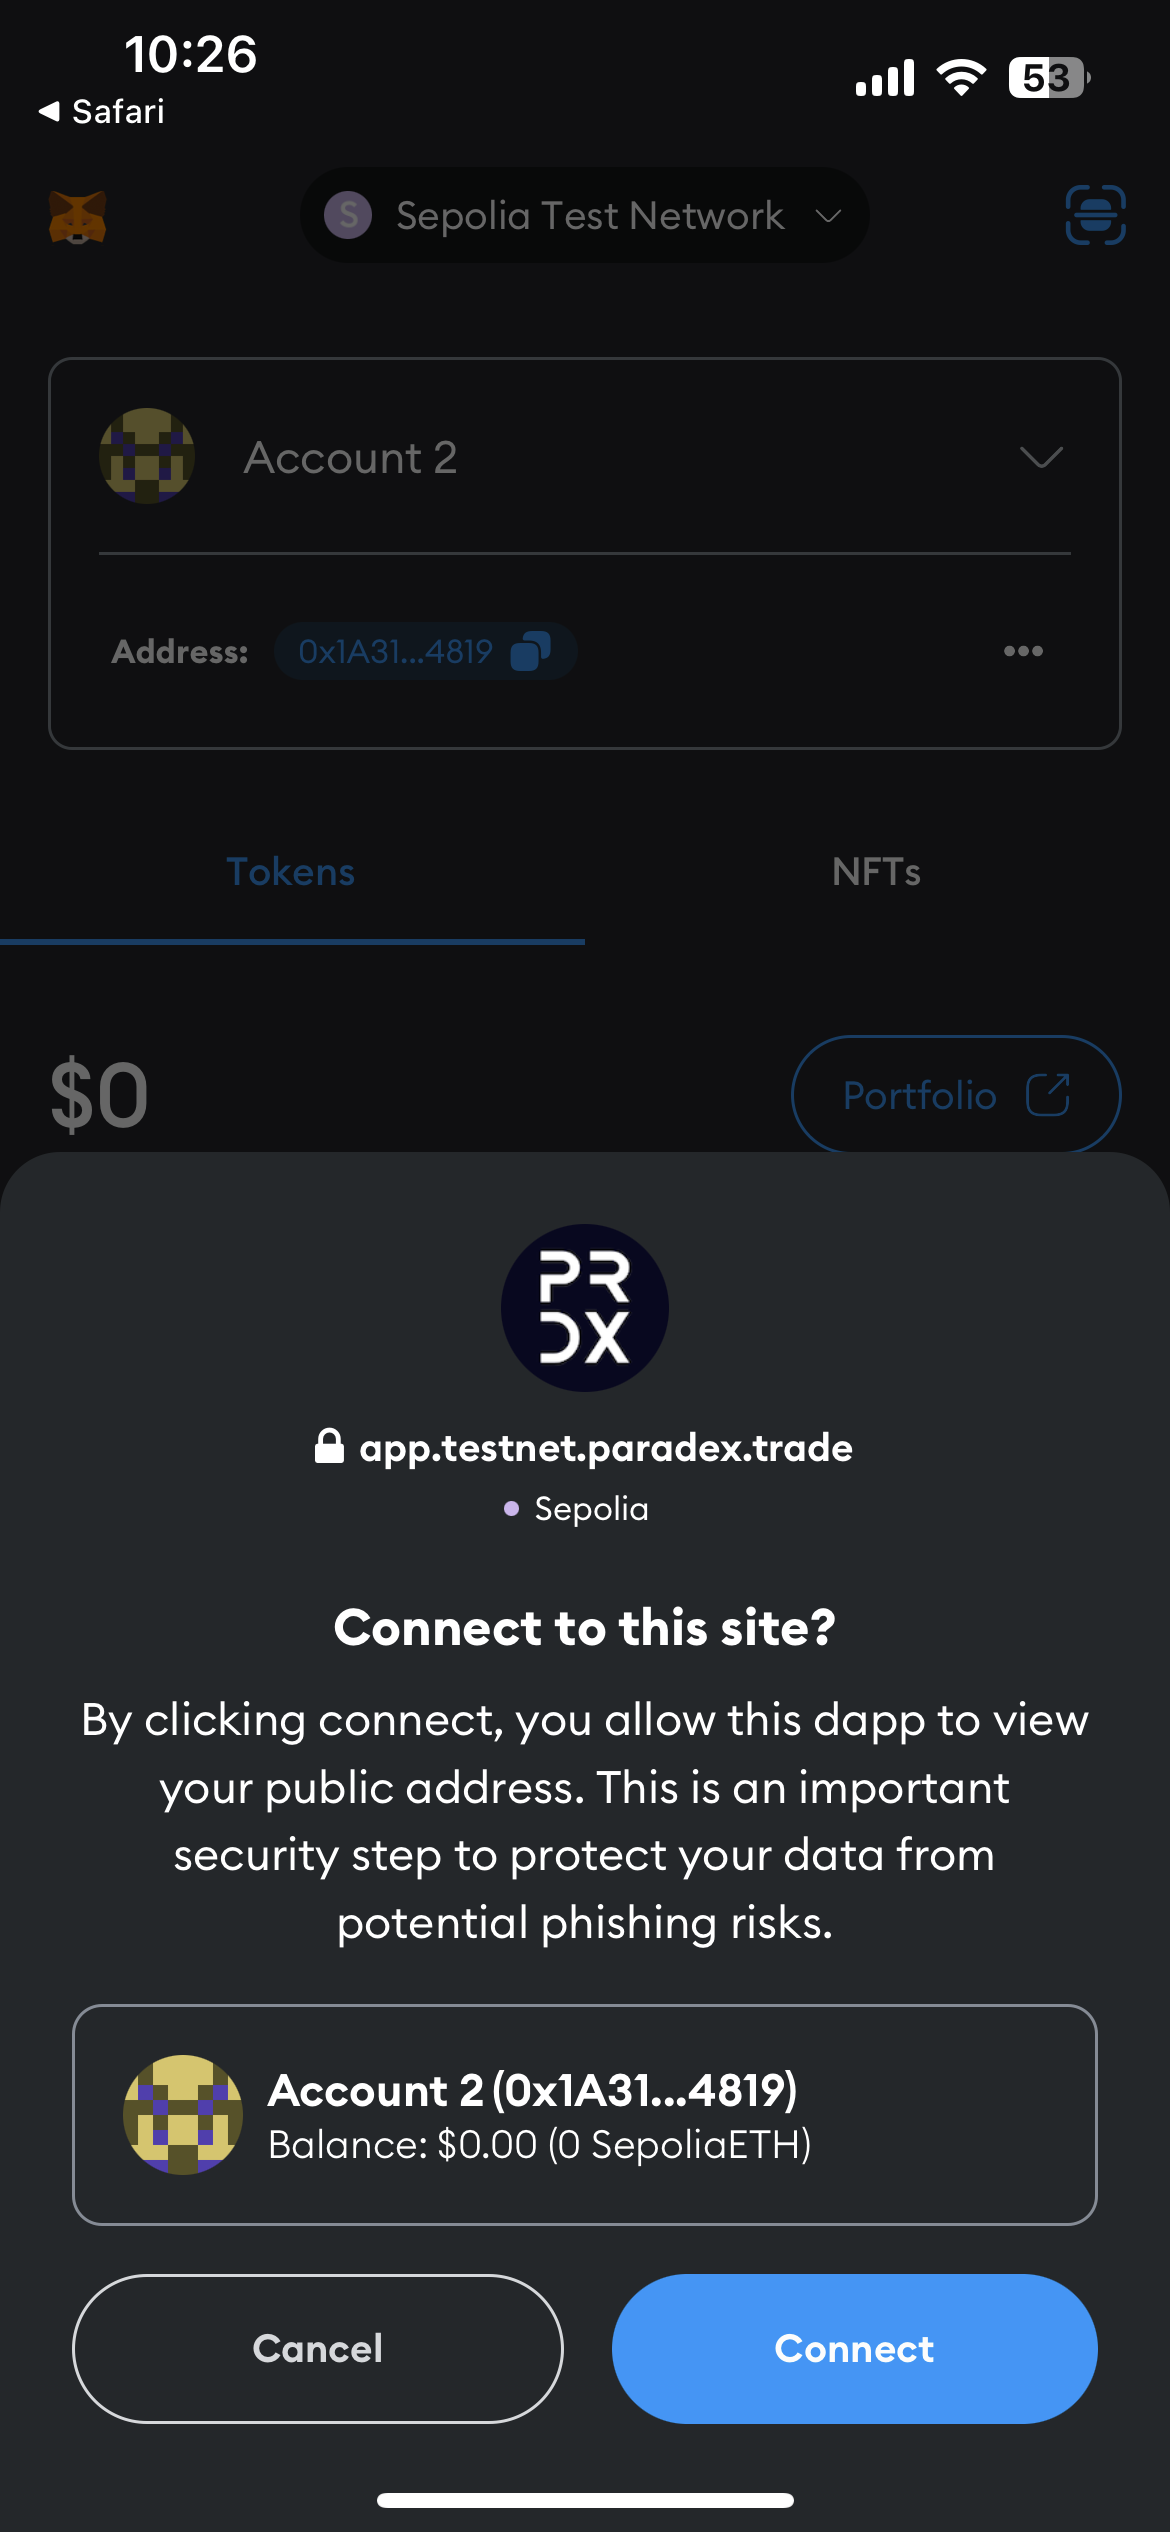 10:26
53
Safari
S Sepolia Test Network
Account 2
Address: 0x1A31...4819
Tokens
NFTs
$0
Portfolio
PR
DX
app.testnet.paradex.trade
Sepolia
Connect to this site?
By clicking connect, you allow this dapp to view
your public address. This is an important
security step to protect your data from
potential phishing risks.
Account 2 (0x1A31...4819)
Balance: $0.00 (0 SepoliaETH)
Cancel
Connect